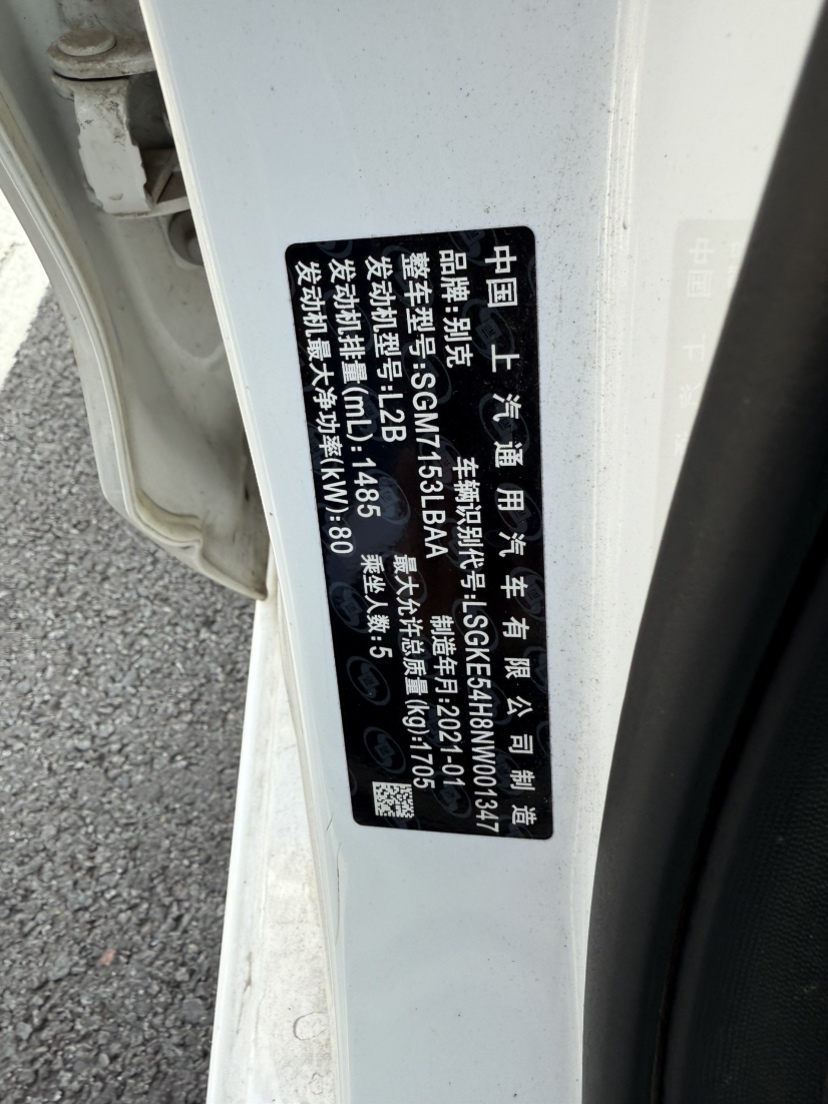 中国 上汽通用汽车有限公司制造
品牌:别克 车辆识别代号:LSGKE54H8NW001347
整车型号:SGM7153LBAA 制造年月:2021-01
发动机型号:L2B 最大允许总质量(kg):1705
发动机排量(mL):1485 乘坐人数:5
发动机最大净功率(kW):80